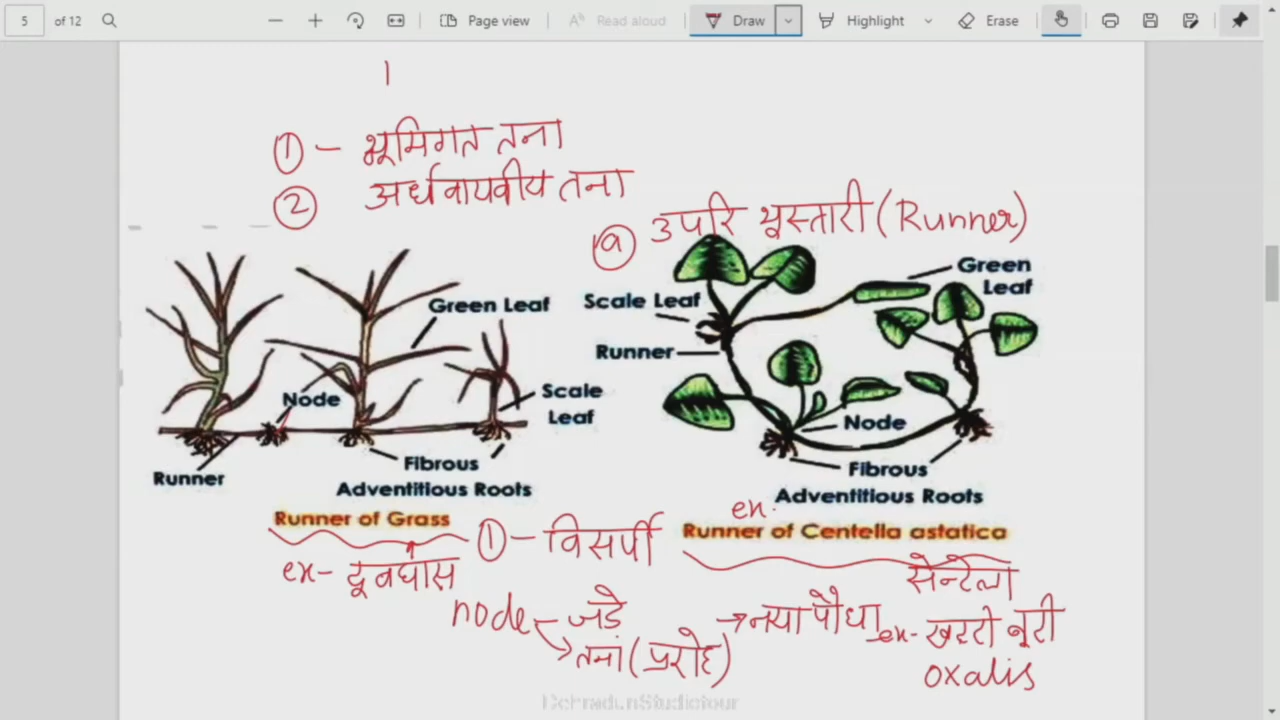 5 of 12
Page view
Read aloud
Draw
Highlight
Erase
① - भूमिगत तना
② अर्धवायवीय तना
ⓐ उपरि भूस्तारी (Runner)
Green Leaf
Scale Leaf
Runner
Green Leaf
Node
Scale Leaf
Node
Runner
Fibrous
Adventitious Roots
Fibrous
Adventitious Roots
Runner of Grass
① - विसर्पी
ex.
Runner of Centella astatica
ex - दूबघास
सेन्टेला
node जडे → नया पौधा
तना (प्ररोह)
ex - खट्टी बूटी
oxalis
DehradunStudiotour